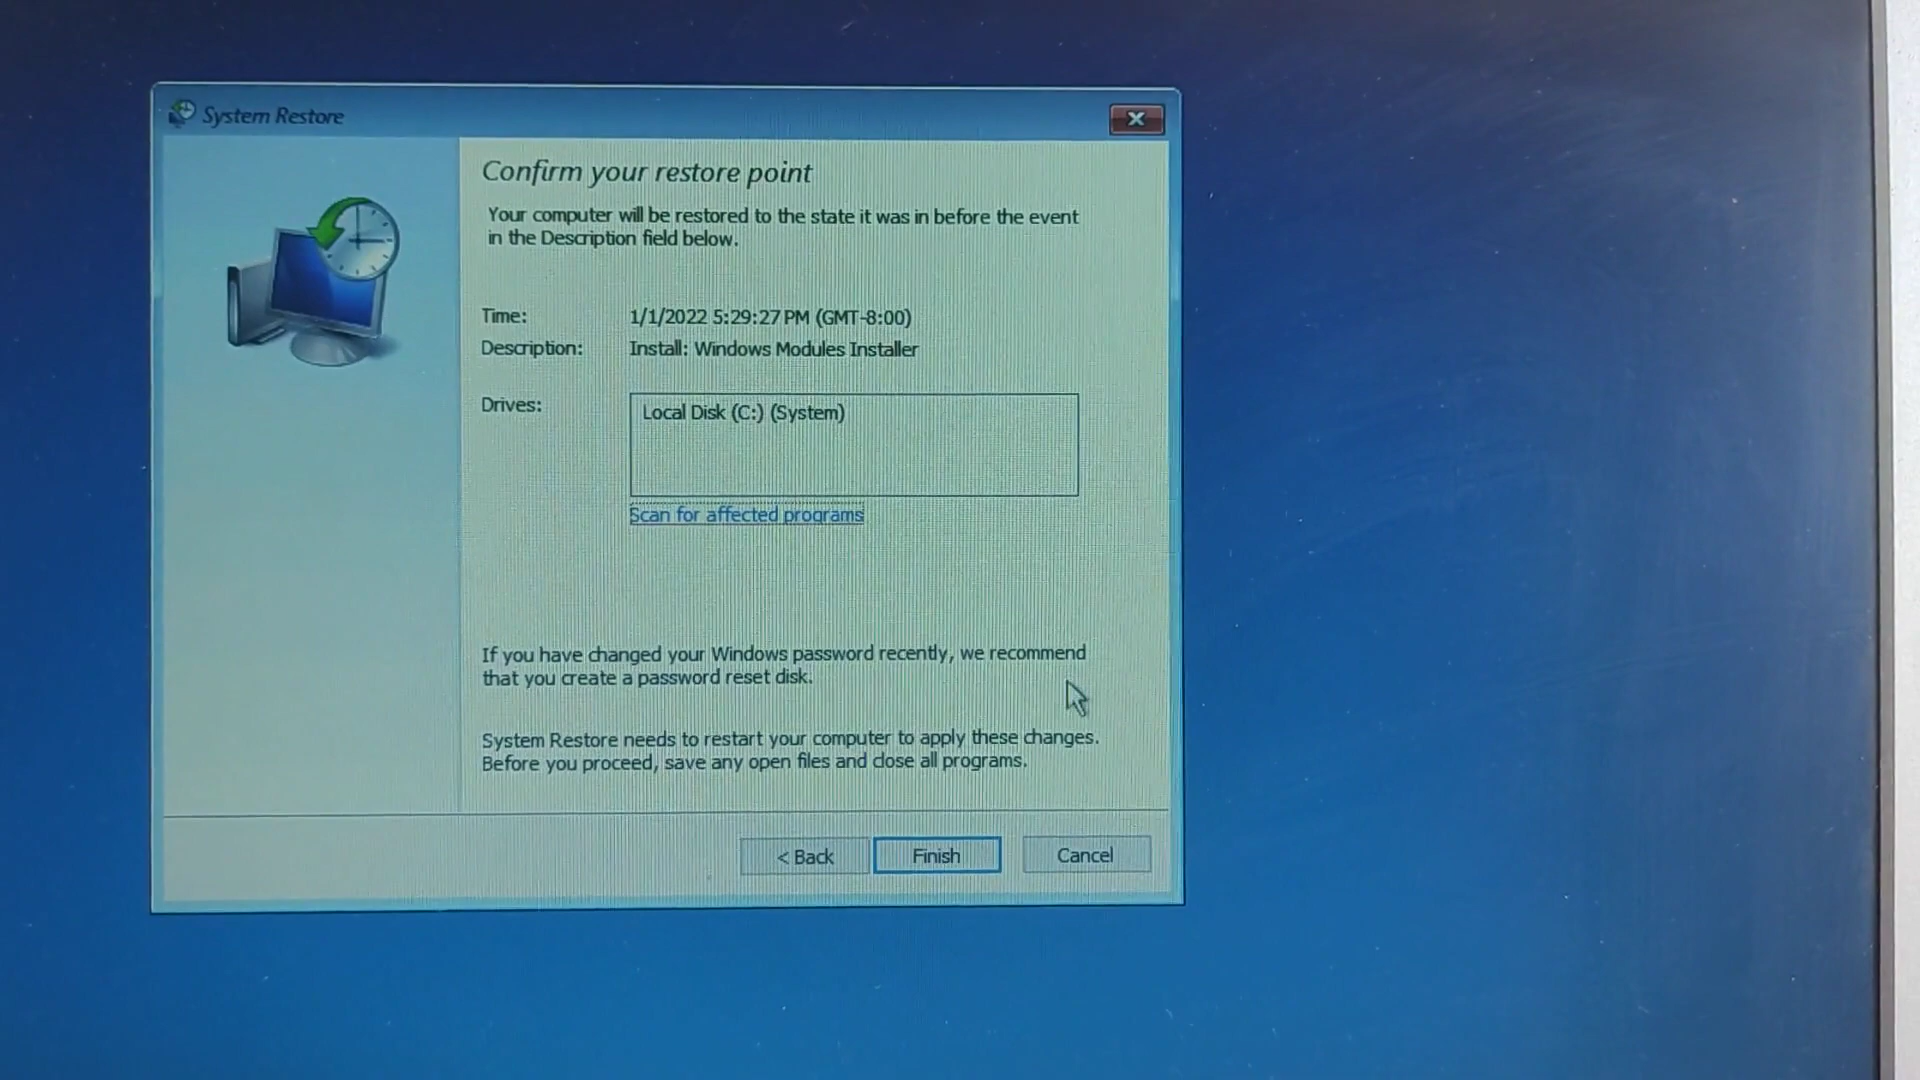 System Restore
Confirm your restore point
Your computer will be restored to the state it was in before the event
in the Description field below.
Time: 1/1/2022 5:29:27 PM (GMT-8:00)
Description: Install: Windows Modules Installer
Drives: Local Disk (C:) (System)
Scan for affected programs
If you have changed your Windows password recently, we recommend
that you create a password reset disk.
System Restore needs to restart your computer to apply these changes.
Before you proceed, save any open files and close all programs.
< Back Finish Cancel